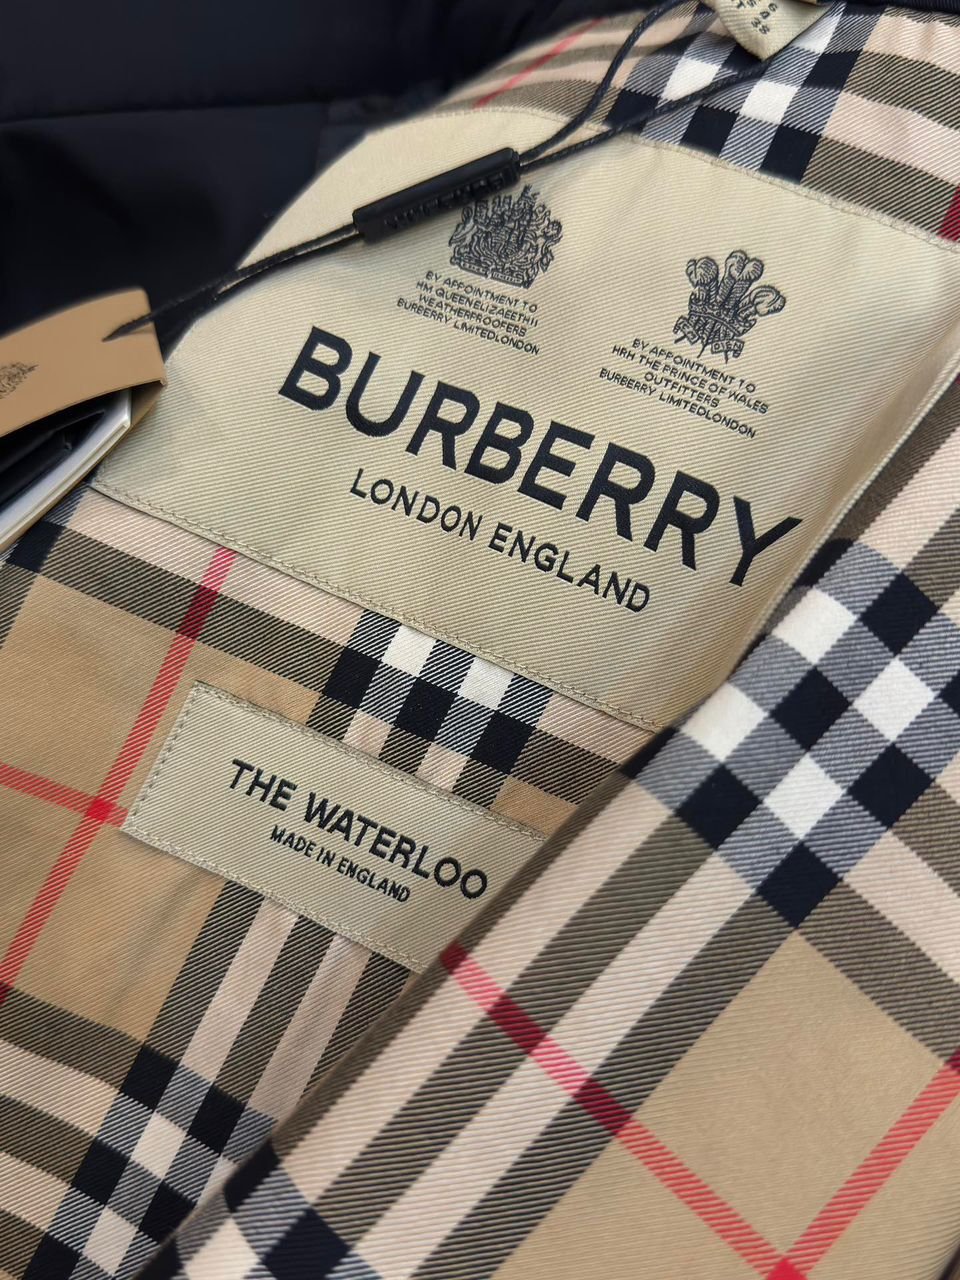 BY APPOINTMENT TO
HM QUEEN ELIZAEETH II
WEATHERPROOFERS
BURBERRY LIMITED LONDON
BY APPOINTMENT TO
HRH THE PRINCE OF WALES
OUTFITTERS
BURBERRY LIMITED LONDON
BURBERRY
LONDON ENGLAND
THE WATERLOO
MADE IN ENGLAND